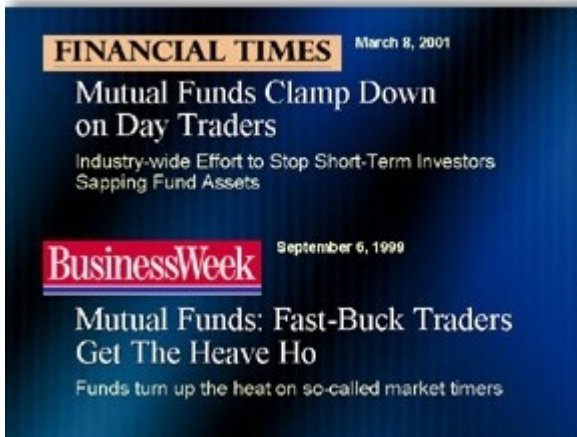 FINANCIAL TIMES
March 8, 2001
Mutual Funds Clamp Down
on Day Traders
Industry-wide Effort to Stop Short-Term Investors
Sapping Fund Assets
BusinessWeek
September 6, 1999
Mutual Funds: Fast-Buck Traders
Get The Heave Ho
Funds turn up the heat on so-called market timers